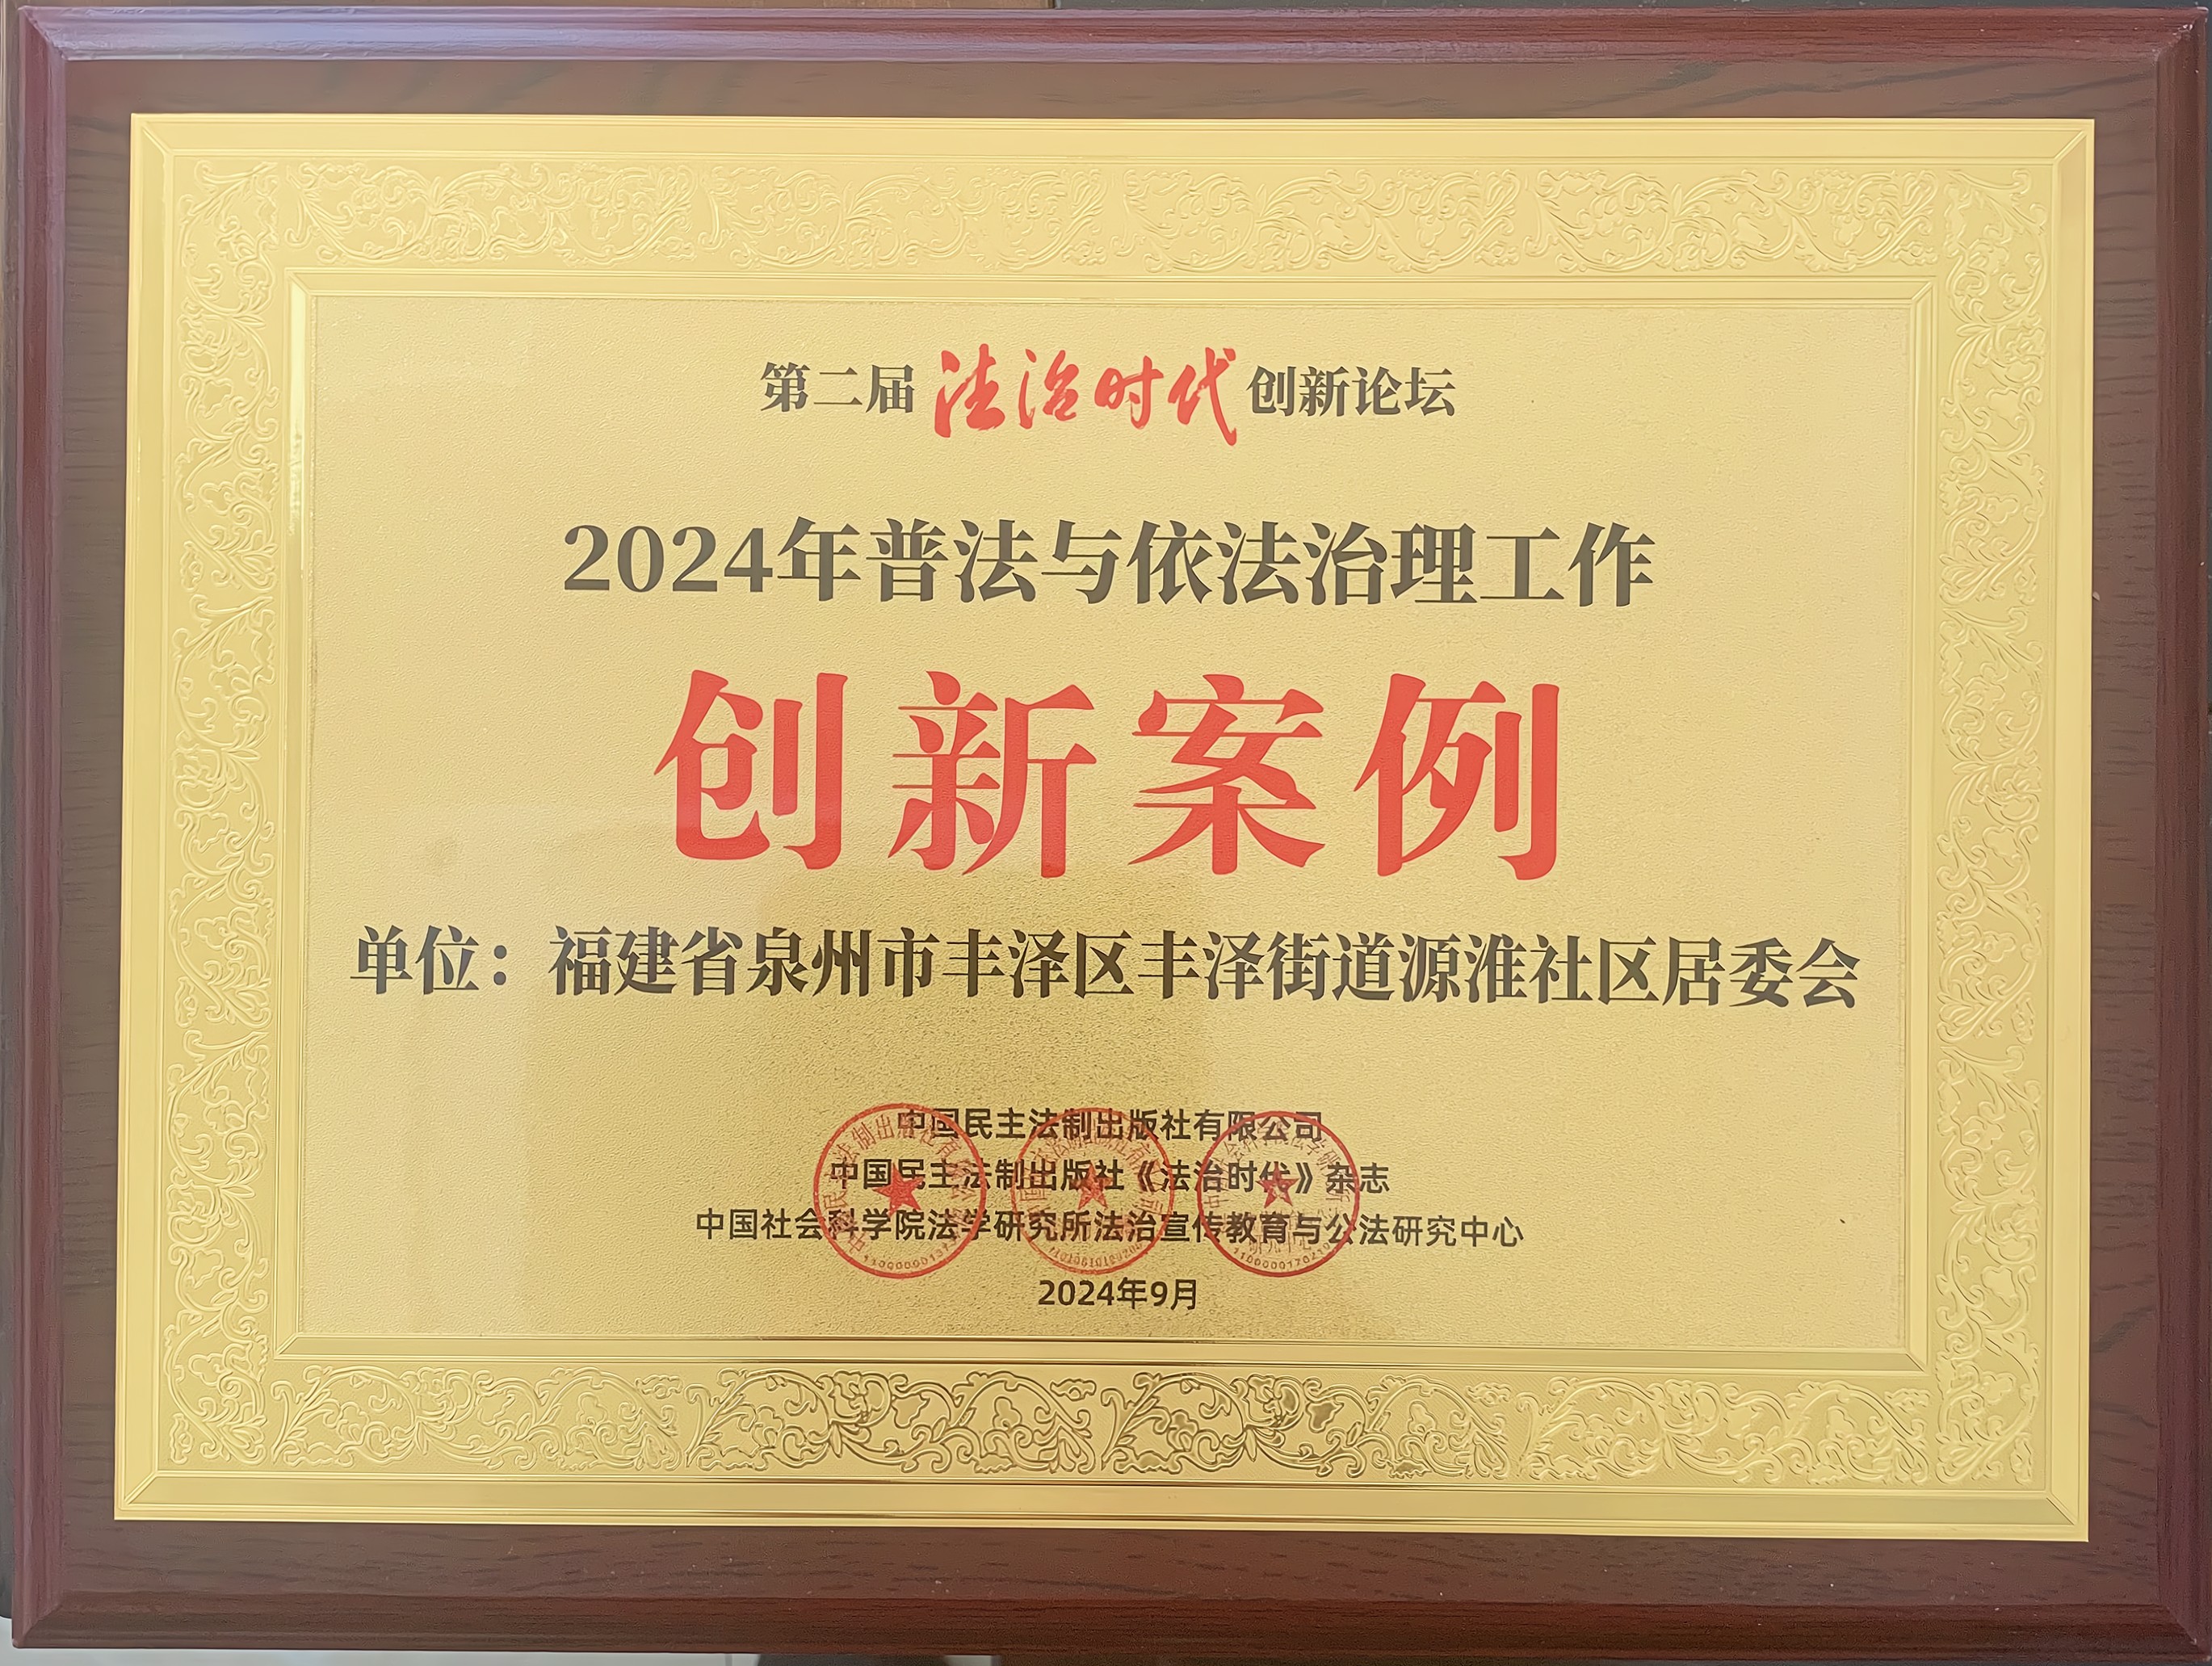 第二届法治时代创新论坛
2024年普法与依法治理工作
创新案例
单位：福建省泉州市丰泽区丰泽街道源淮社区居委会
中国民主法制出版社有限公司
中国民主法制出版社《法治时代》杂志
中国社会科学院法学研究所法治宣传教育与公法研究中心
2024年9月